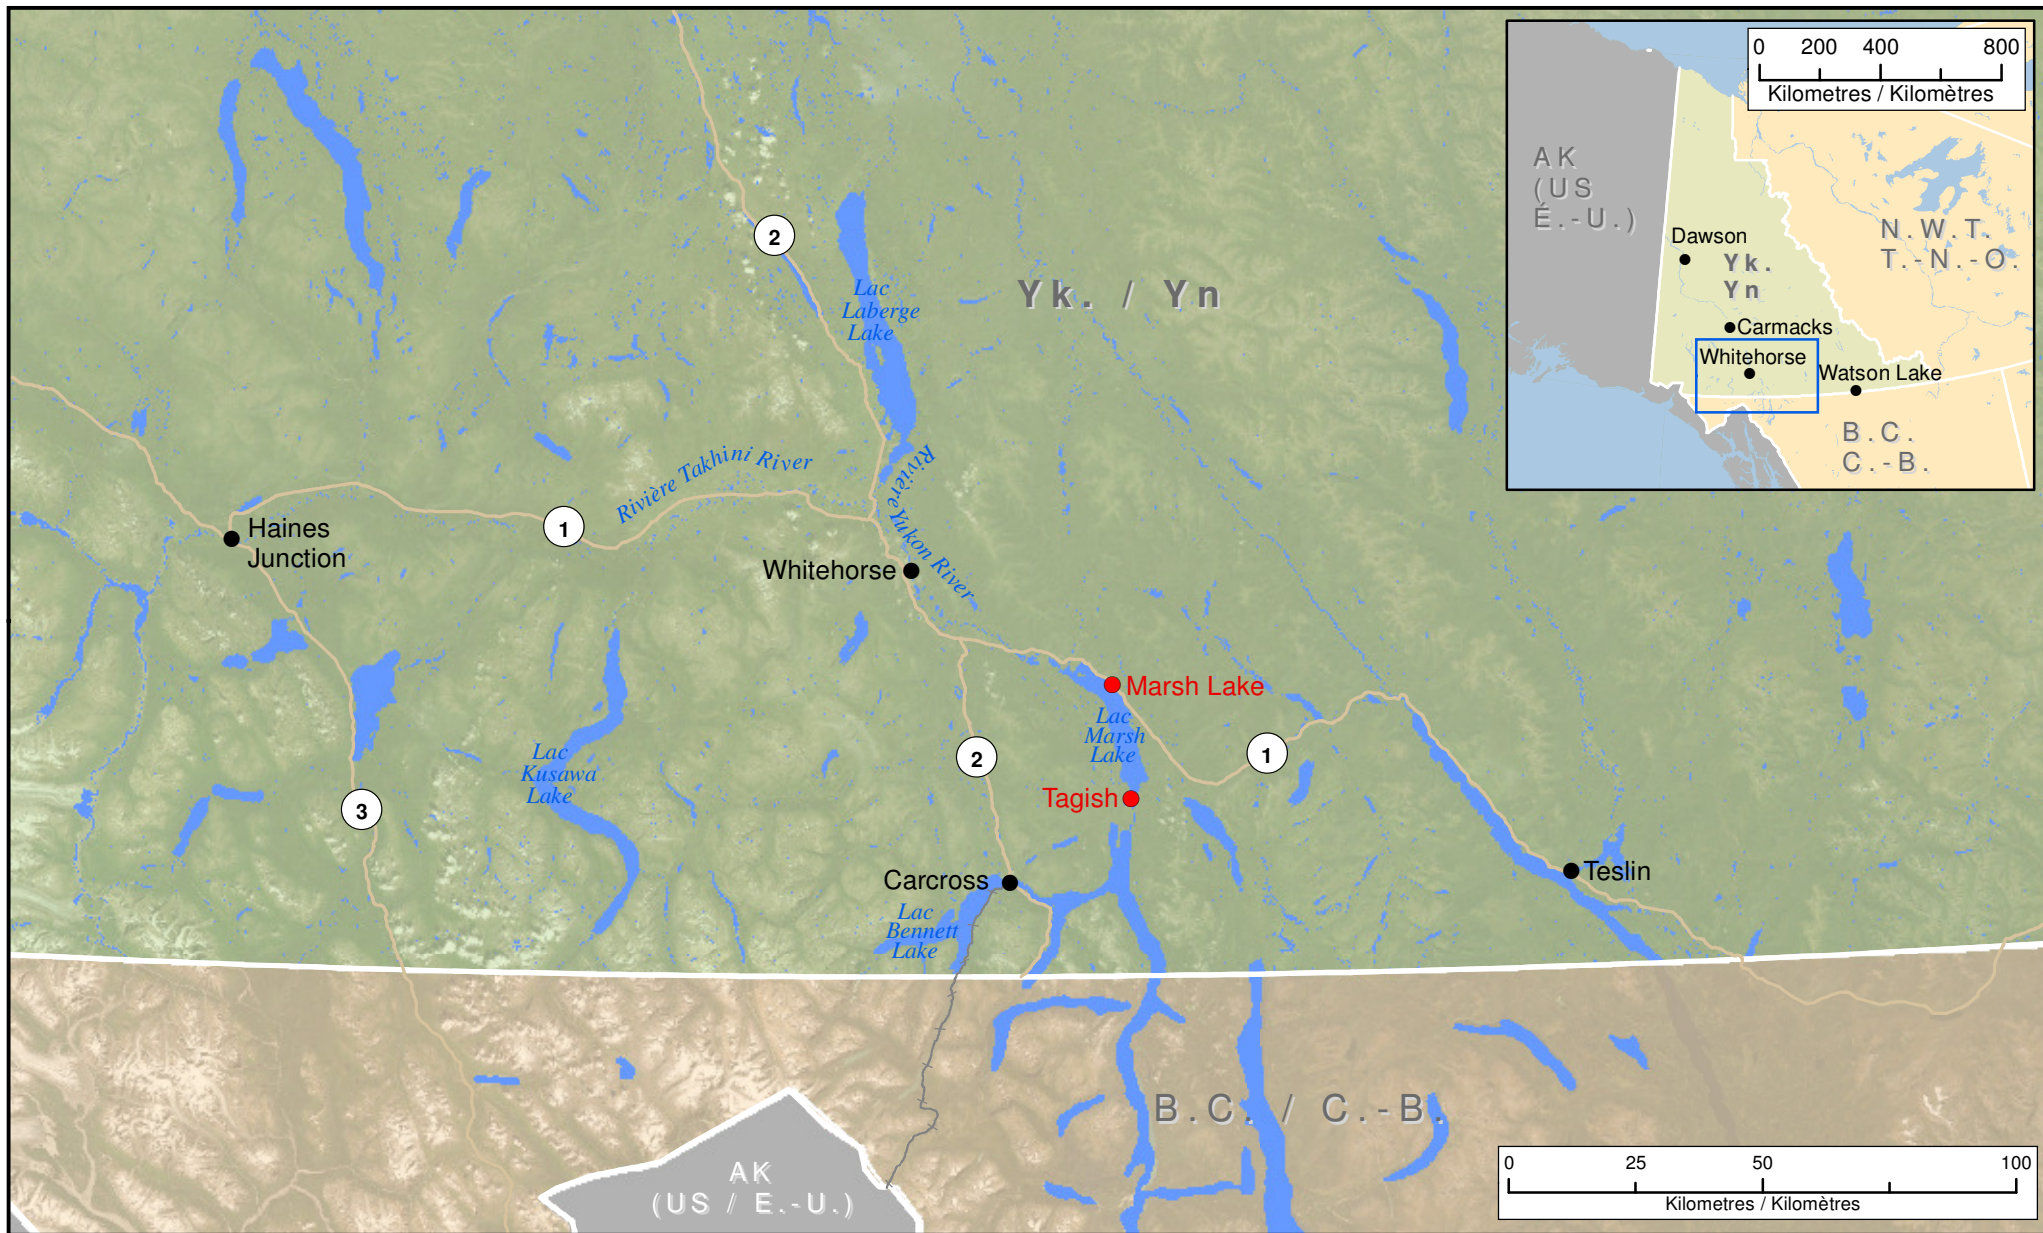 0 200 400 800
Kilometres / Kilomètres
AK
(US
É.-U.)
N.W.T.
T.-N.-O.
Dawson
Yk.
Yn
Carmacks
Whitehorse
Watson Lake
B.C.
C.-B.
2
Lac
Laberge
Lake
Yk. / Yn
Rivière Takhini River
Rivière Yukon River
1
Haines
Junction
Whitehorse
Marsh Lake
Lac
Marsh
Lake
2
1
Lac
Kusawa
Lake
Tagish
3
Teslin
Carcross
Lac
Bennett
Lake
B.C. / C.-B.
AK
(US / E.-U.)
0 25 50 100
Kilometres / Kilomètres